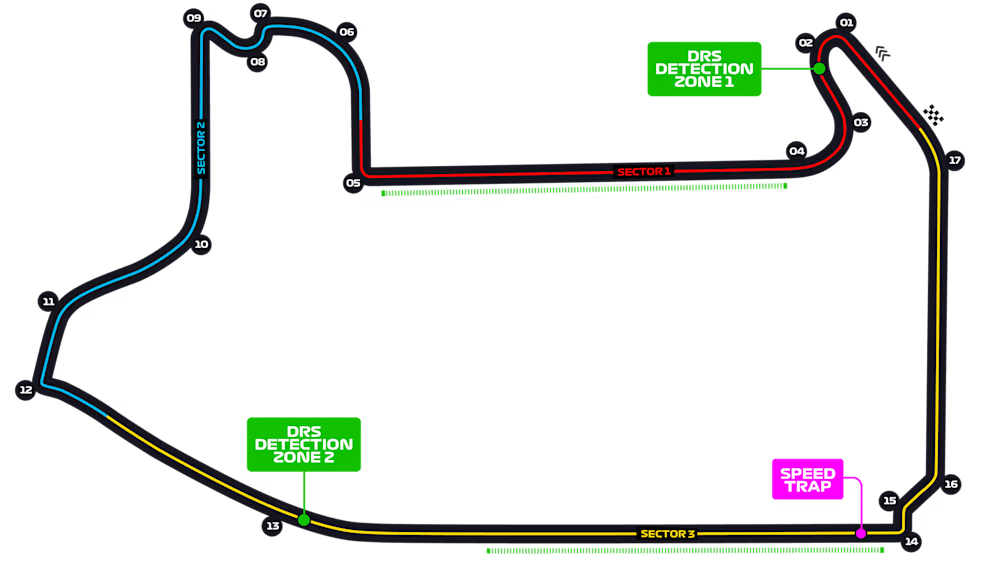 09
07
06
08
01
02
DRS
DETECTION
ZONE 1
03
04
17
SECTOR 2
SECTOR 1
05
10
11
12
DRS
DETECTION
ZONE 2
SPEED
TRAP
16
15
13
SECTOR 3
14